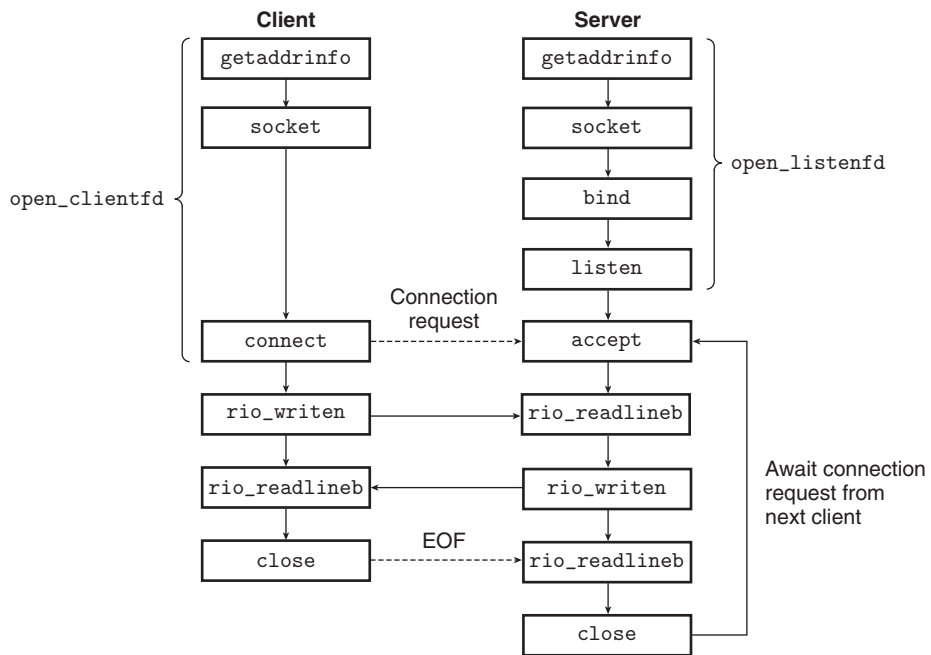 Client
Server
getaddrinfo
getaddrinfo
socket
socket
open_clientfd
open_listenfd
bind
listen
Connection
request
connect
accept
rio_writen
rio_readlineb
Await connection
request from
next client
rio_readlineb
rio_writen
EOF
close
rio_readlineb
close